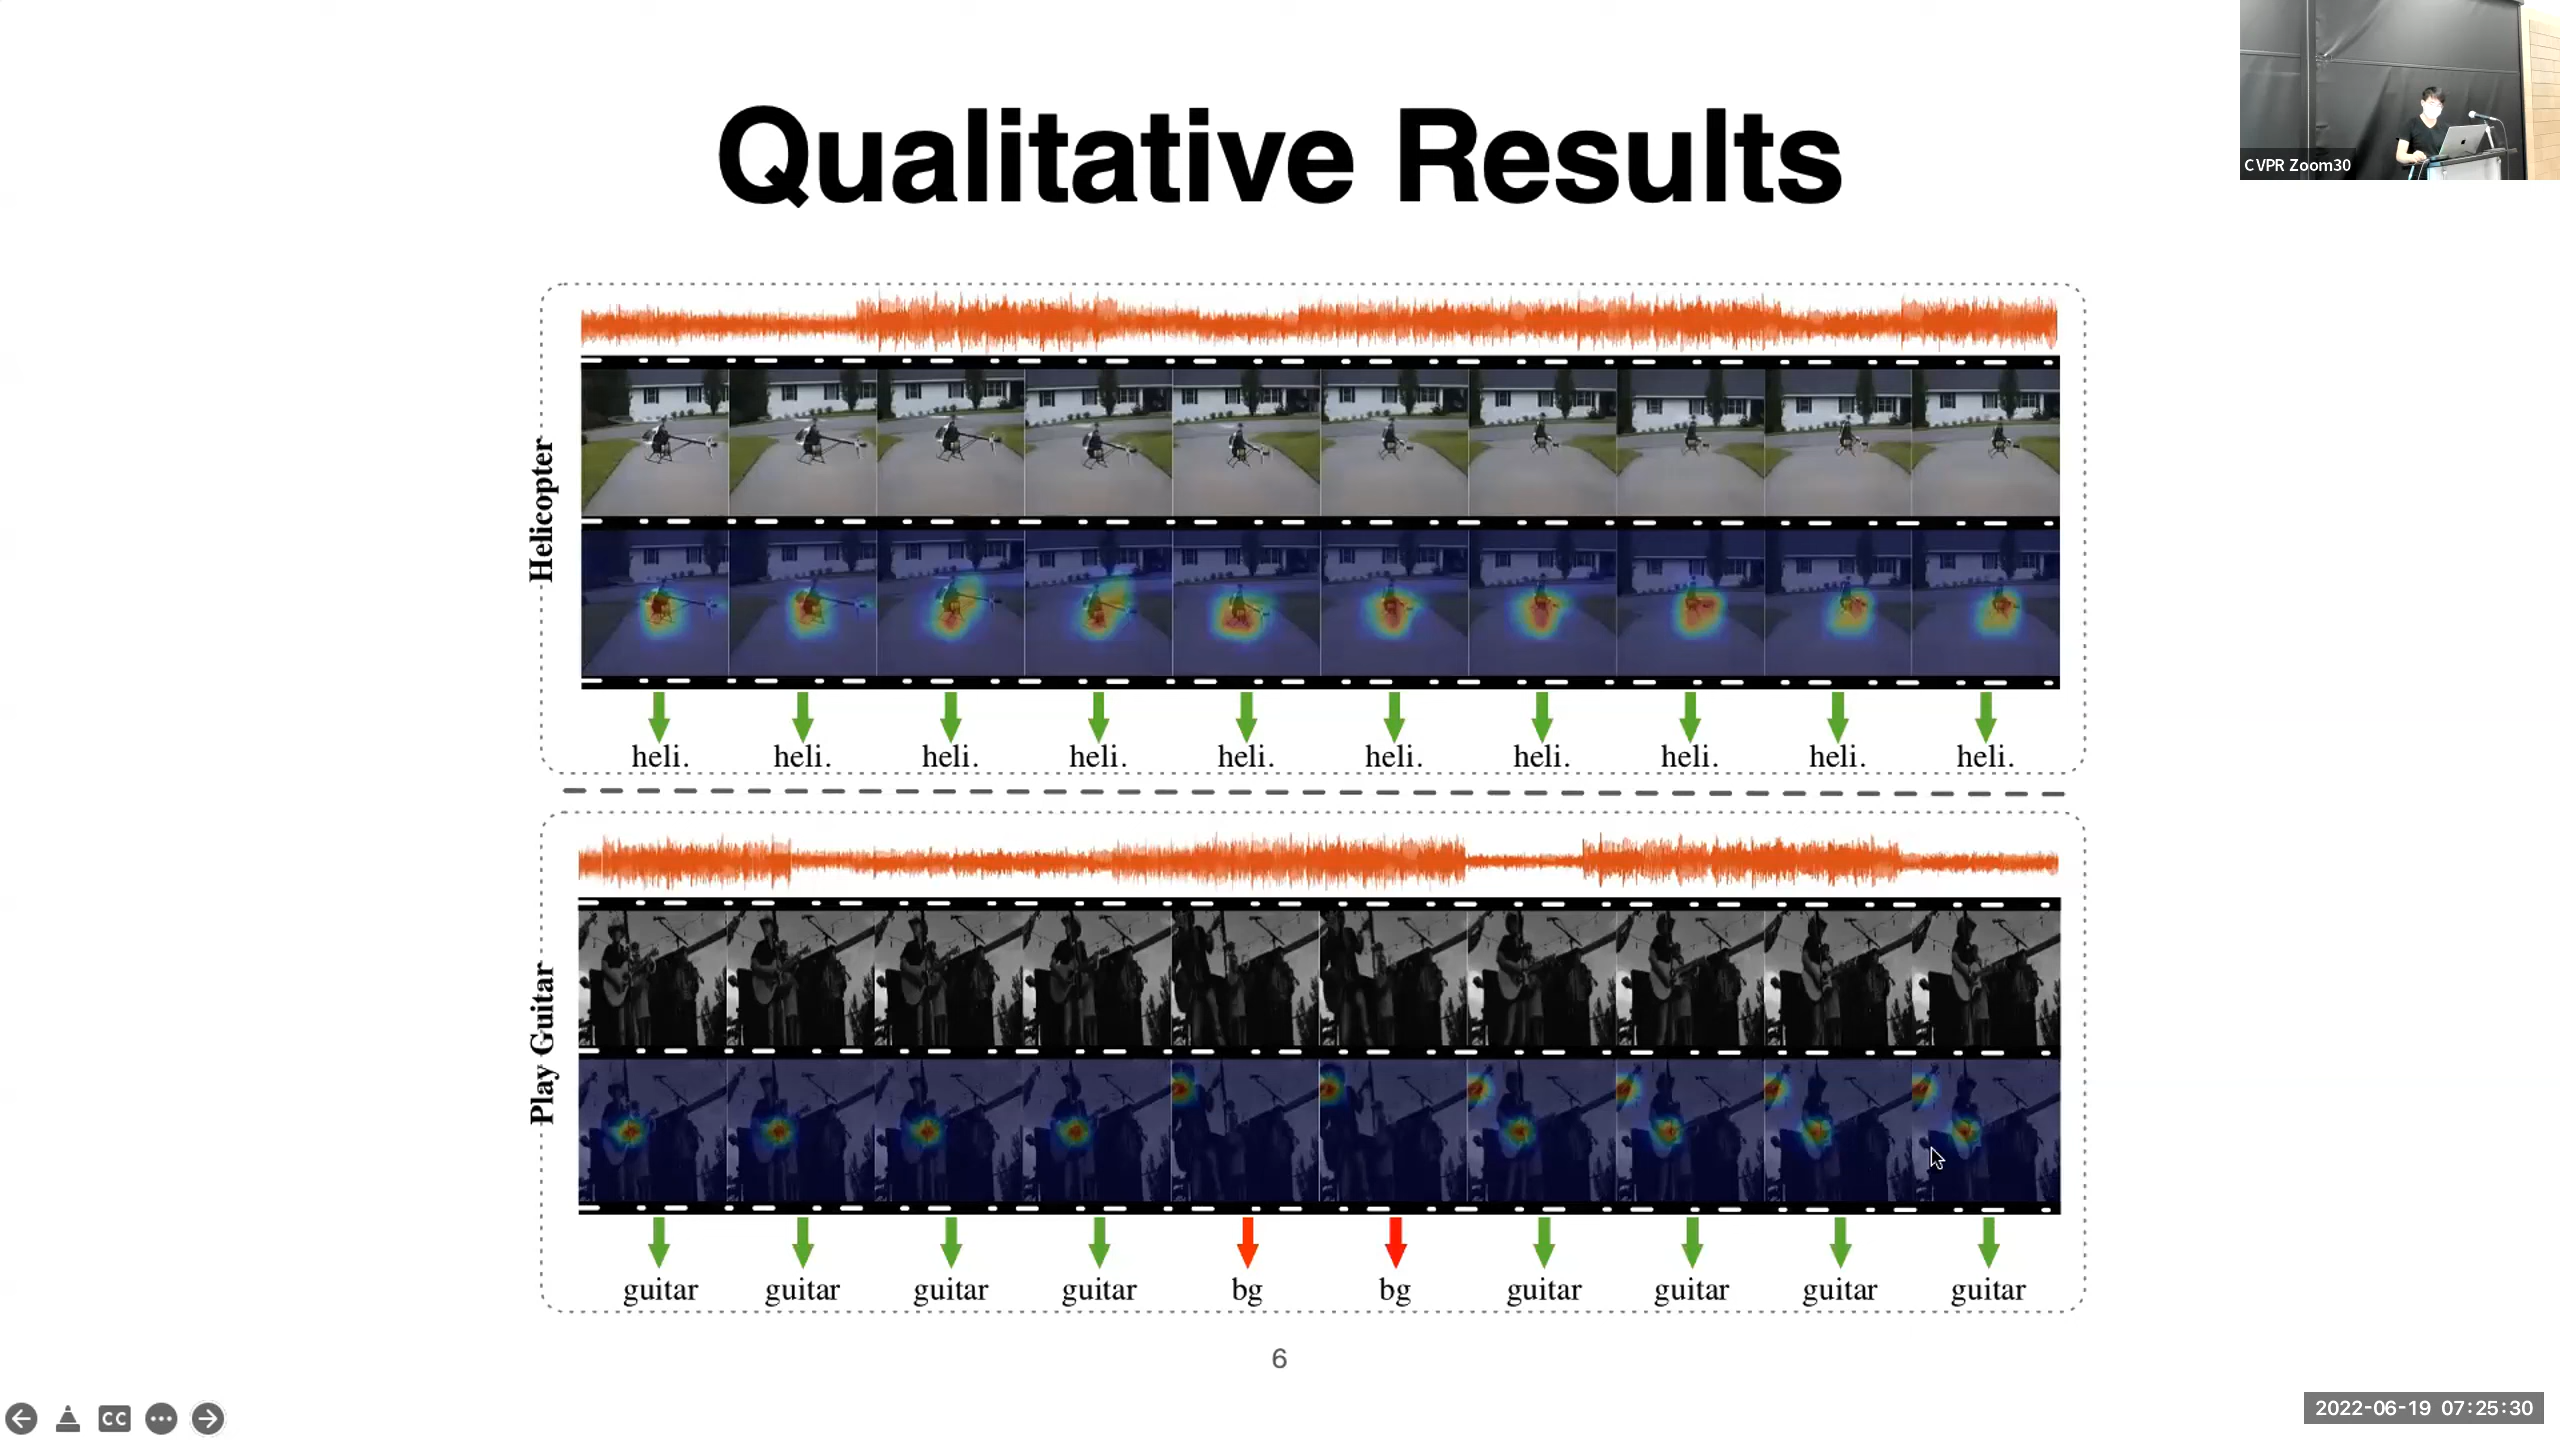 Qualitative Results
CVPR Zoom30
Helicopter
heli. heli. heli. heli. heli. heli. heli. heli. heli. heli.
Play Guitar
guitar guitar guitar guitar bg bg guitar guitar guitar guitar
6
CC
2022-06-19 07:25:30